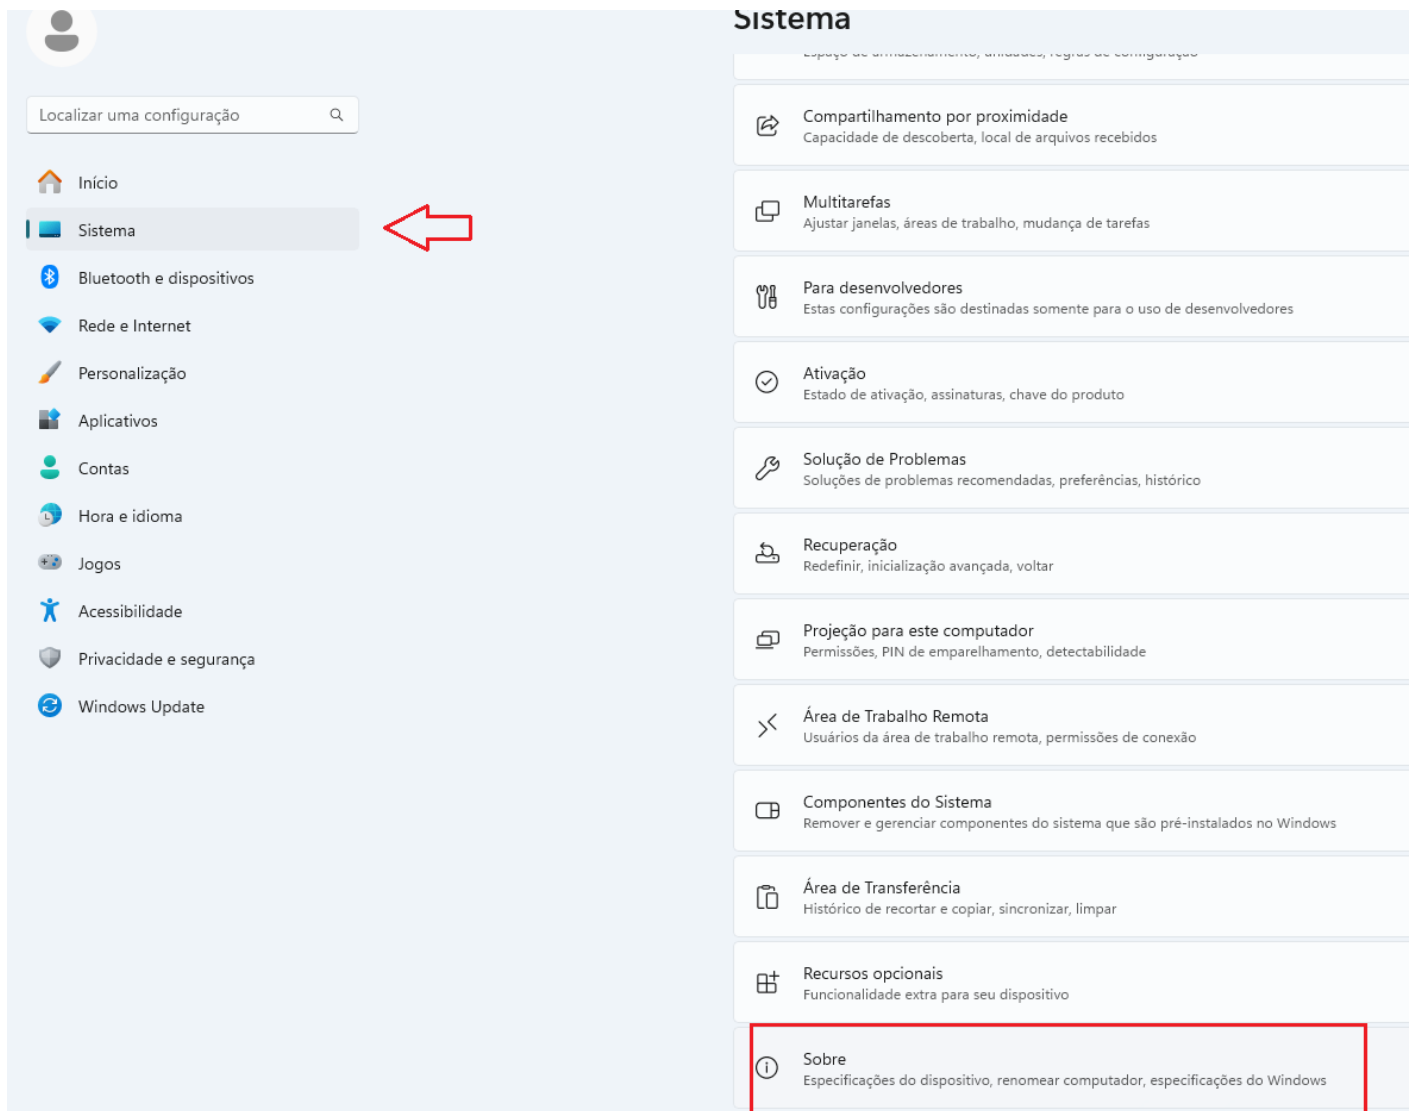 Sistema
Espaço de armazenamento, unidades, regras de configuração
Localizar uma configuração
Início
Sistema
Bluetooth e dispositivos
Rede e Internet
Personalização
Aplicativos
Contas
Hora e idioma
Jogos
Acessibilidade
Privacidade e segurança
Windows Update
Compartilhamento por proximidade
Capacidade de descoberta, local de arquivos recebidos
Multitarefas
Ajustar janelas, áreas de trabalho, mudança de tarefas
Para desenvolvedores
Estas configurações são destinadas somente para o uso de desenvolvedores
Ativação
Estado de ativação, assinaturas, chave do produto
Solução de Problemas
Soluções de problemas recomendadas, preferências, histórico
Recuperação
Redefinir, inicialização avançada, voltar
Projeção para este computador
Permissões, PIN de emparelhamento, detectabilidade
Área de Trabalho Remota
Usuários da área de trabalho remota, permissões de conexão
Componentes do Sistema
Remover e gerenciar componentes do sistema que são pré-instalados no Windows
Área de Transferência
Histórico de recortar e copiar, sincronizar, limpar
Recursos opcionais
Funcionalidade extra para seu dispositivo
Sobre
Especificações do dispositivo, renomear computador, especificações do Windows